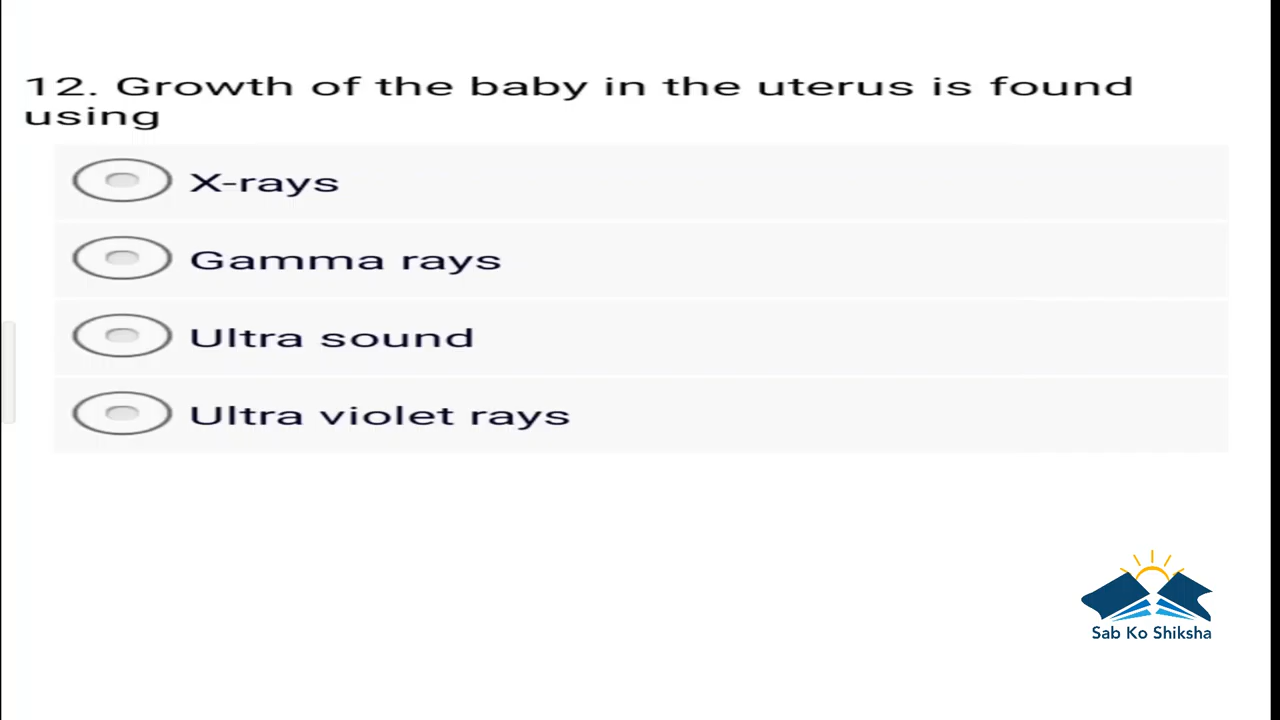 12. Growth of the baby in the uterus is found
using
X-rays
Gamma rays
Ultra sound
Ultra violet rays
Sab Ko Shiksha